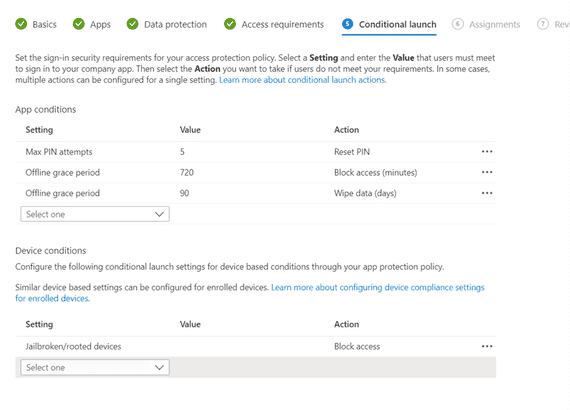 Basics Apps Data protection Access requirements 5 Conditional launch 6 Assignments 7
Set the sign-in security requirements for your access protection policy. Select a Setting and enter the Value that users must meet
to sign in to your company app. Then select the Action you want to take if users do not meet your requirements. In some cases,
multiple actions can be configured for a single setting. Learn more about conditional launch actions.
App conditions
Setting Value Action
Max PIN attempts 5 Reset PIN •••
Offline grace period 720 Block access (minutes) •••
Offline grace period 90 Wipe data (days) •••
Select one
Device conditions
Configure the following conditional launch settings for device based conditions through your app protection policy.
Similar device based settings can be configured for enrolled devices. Learn more about configuring device compliance settings
for enrolled devices.
Setting Value Action
Jailbroken/rooted devices Block access •••
Select one